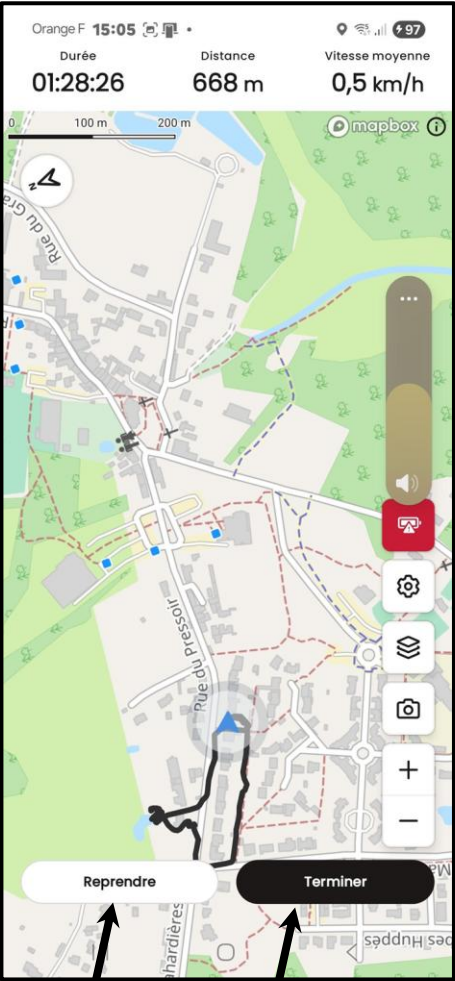 Orange F 15:05
97
Durée Distance Vitesse moyenne
01:28:26 668 m 0,5 km/h
0 100 m 200 m
mapbox
N
Rue du Gra
Rue du Pressoir
Reprendre Terminer
ahardières
des Huppes